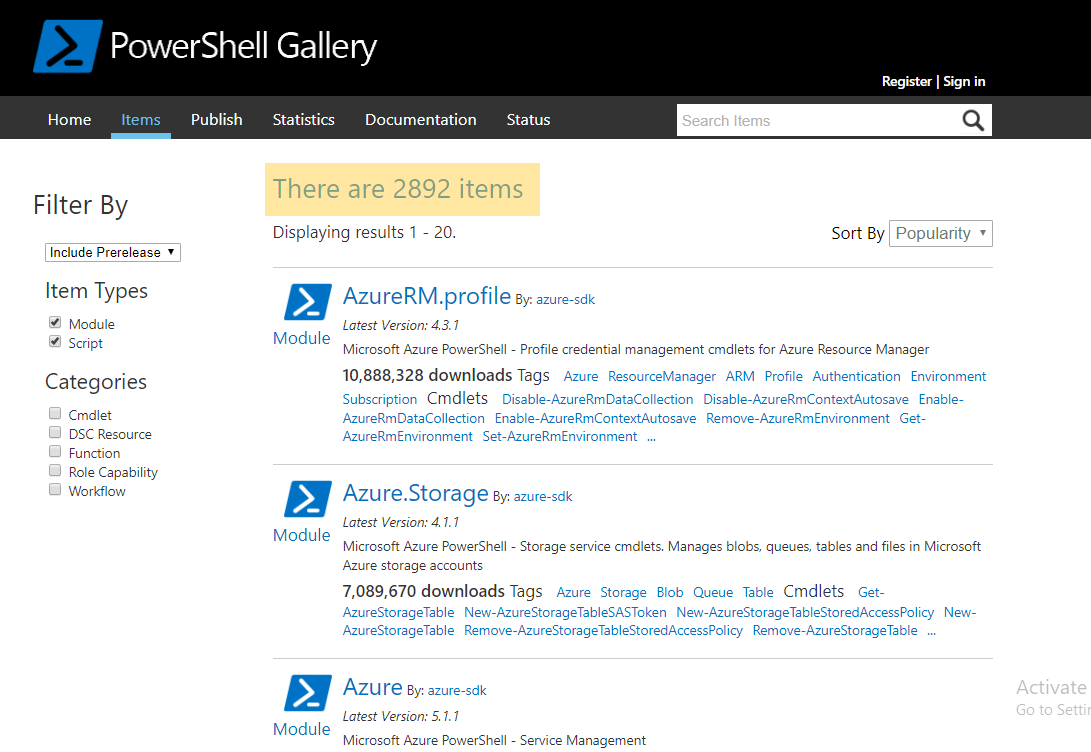 PowerShell Gallery
Register | Sign in
Home Items Publish Statistics Documentation Status Search Items
There are 2892 items
Filter By
Displaying results 1 - 20.
Sort By Popularity
Include Prerelease
Item Types
Module
Script
Categories
Cmdlet
DSC Resource
Function
Role Capability
Workflow
AzureRM.profile By: azure-sdk
Module
Latest Version: 4.3.1
Microsoft Azure PowerShell - Profile credential management cmdlets for Azure Resource Manager
10,888,328 downloads Tags Azure ResourceManager ARM Profile Authentication Environment
Subscription Cmdlets Disable-AzureRmDataCollection Disable-AzureRmContextAutosave Enable-
AzureRmDataCollection Enable-AzureRmContextAutosave Remove-AzureRmEnvironment Get-
AzureRmEnvironment Set-AzureRmEnvironment ...
Azure.Storage By: azure-sdk
Module
Latest Version: 4.1.1
Microsoft Azure PowerShell - Storage service cmdlets. Manages blobs, queues, tables and files in Microsoft
Azure storage accounts
7,089,670 downloads Tags Azure Storage Blob Queue Table Cmdlets Get-
AzureStorageTable New-AzureStorageTableSASToken New-AzureStorageTableStoredAccessPolicy New-
AzureStorageTable Remove-AzureStorageTableStoredAccessPolicy Remove-AzureStorageTable ...
Azure By: azure-sdk
Module
Latest Version: 5.1.1
Microsoft Azure PowerShell - Service Management
Activate
Go to Settin